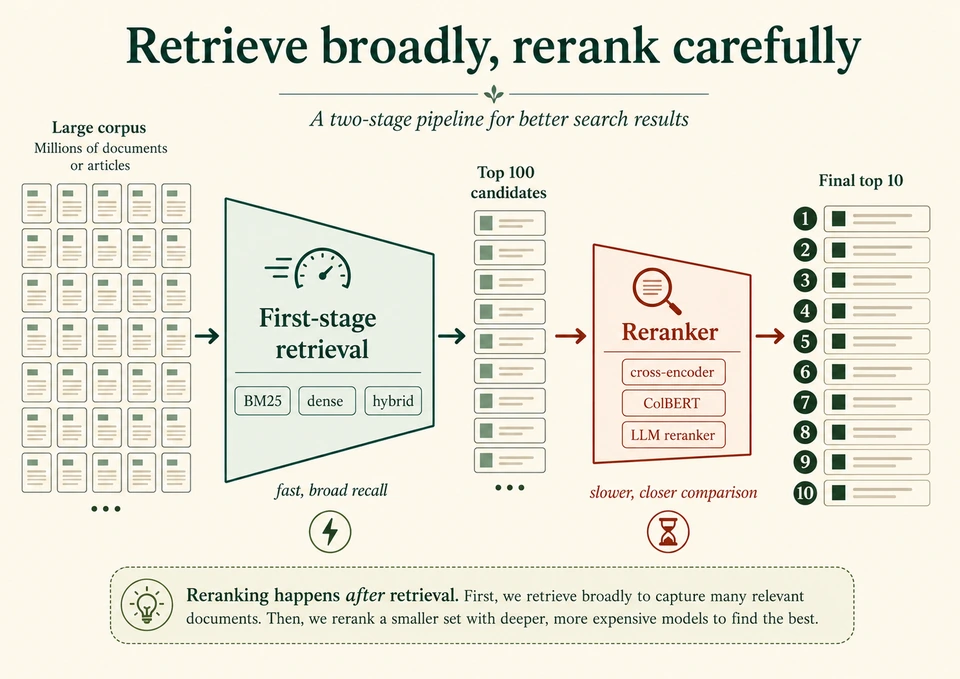 Retrieve broadly, rerank carefully
A two-stage pipeline for better search results
Large corpus
Millions of documents
or articles
First-stage
retrieval
BM25
dense
hybrid
fast, broad recall
Top 100
candidates
Reranker
cross-encoder
ColBERT
LLM reranker
slower, closer comparison
Final top 10
1
2
3
4
5
6
7
8
9
10
Reranking happens after retrieval. First, we retrieve broadly to capture many relevant
documents. Then, we rerank a smaller set with deeper, more expensive models to find the best.